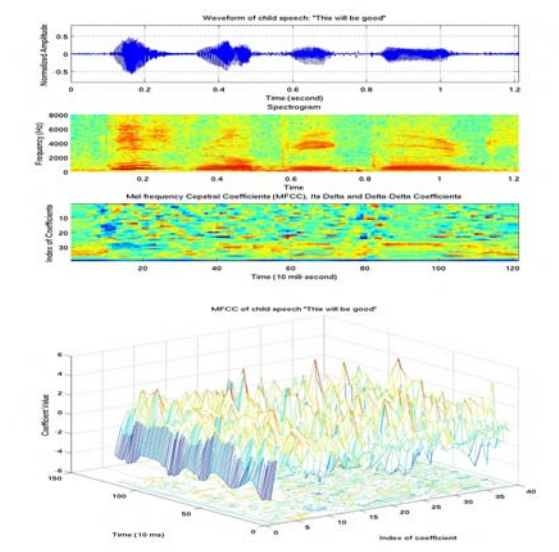 Waveform of child speech: "This will be good"
Normalized Amplitude
0.5
0
-0.5
0 0.2 0.4 0.6 0.8 1 1.2
Time (second)
Spectrogram
Frequency (Hz)
8000
6000
4000
2000
0
0.2 0.4 0.6 0.8 1 1.2
Time
Mel frequency Cepstral Coefficients (MFCC), Its Delta and Delta-Delta Coefficients
Index of Coefficients
10
20
30
20 40 60 80 100 120
Time (10 mili-second)
MFCC of child speech "This will be good"
Coefficient Value
6
4
2
0
-2
-4
-6
150
100
50
0
Time (10 ms)
0 5 10 15 20 25 30 35 40
Index of coefficient